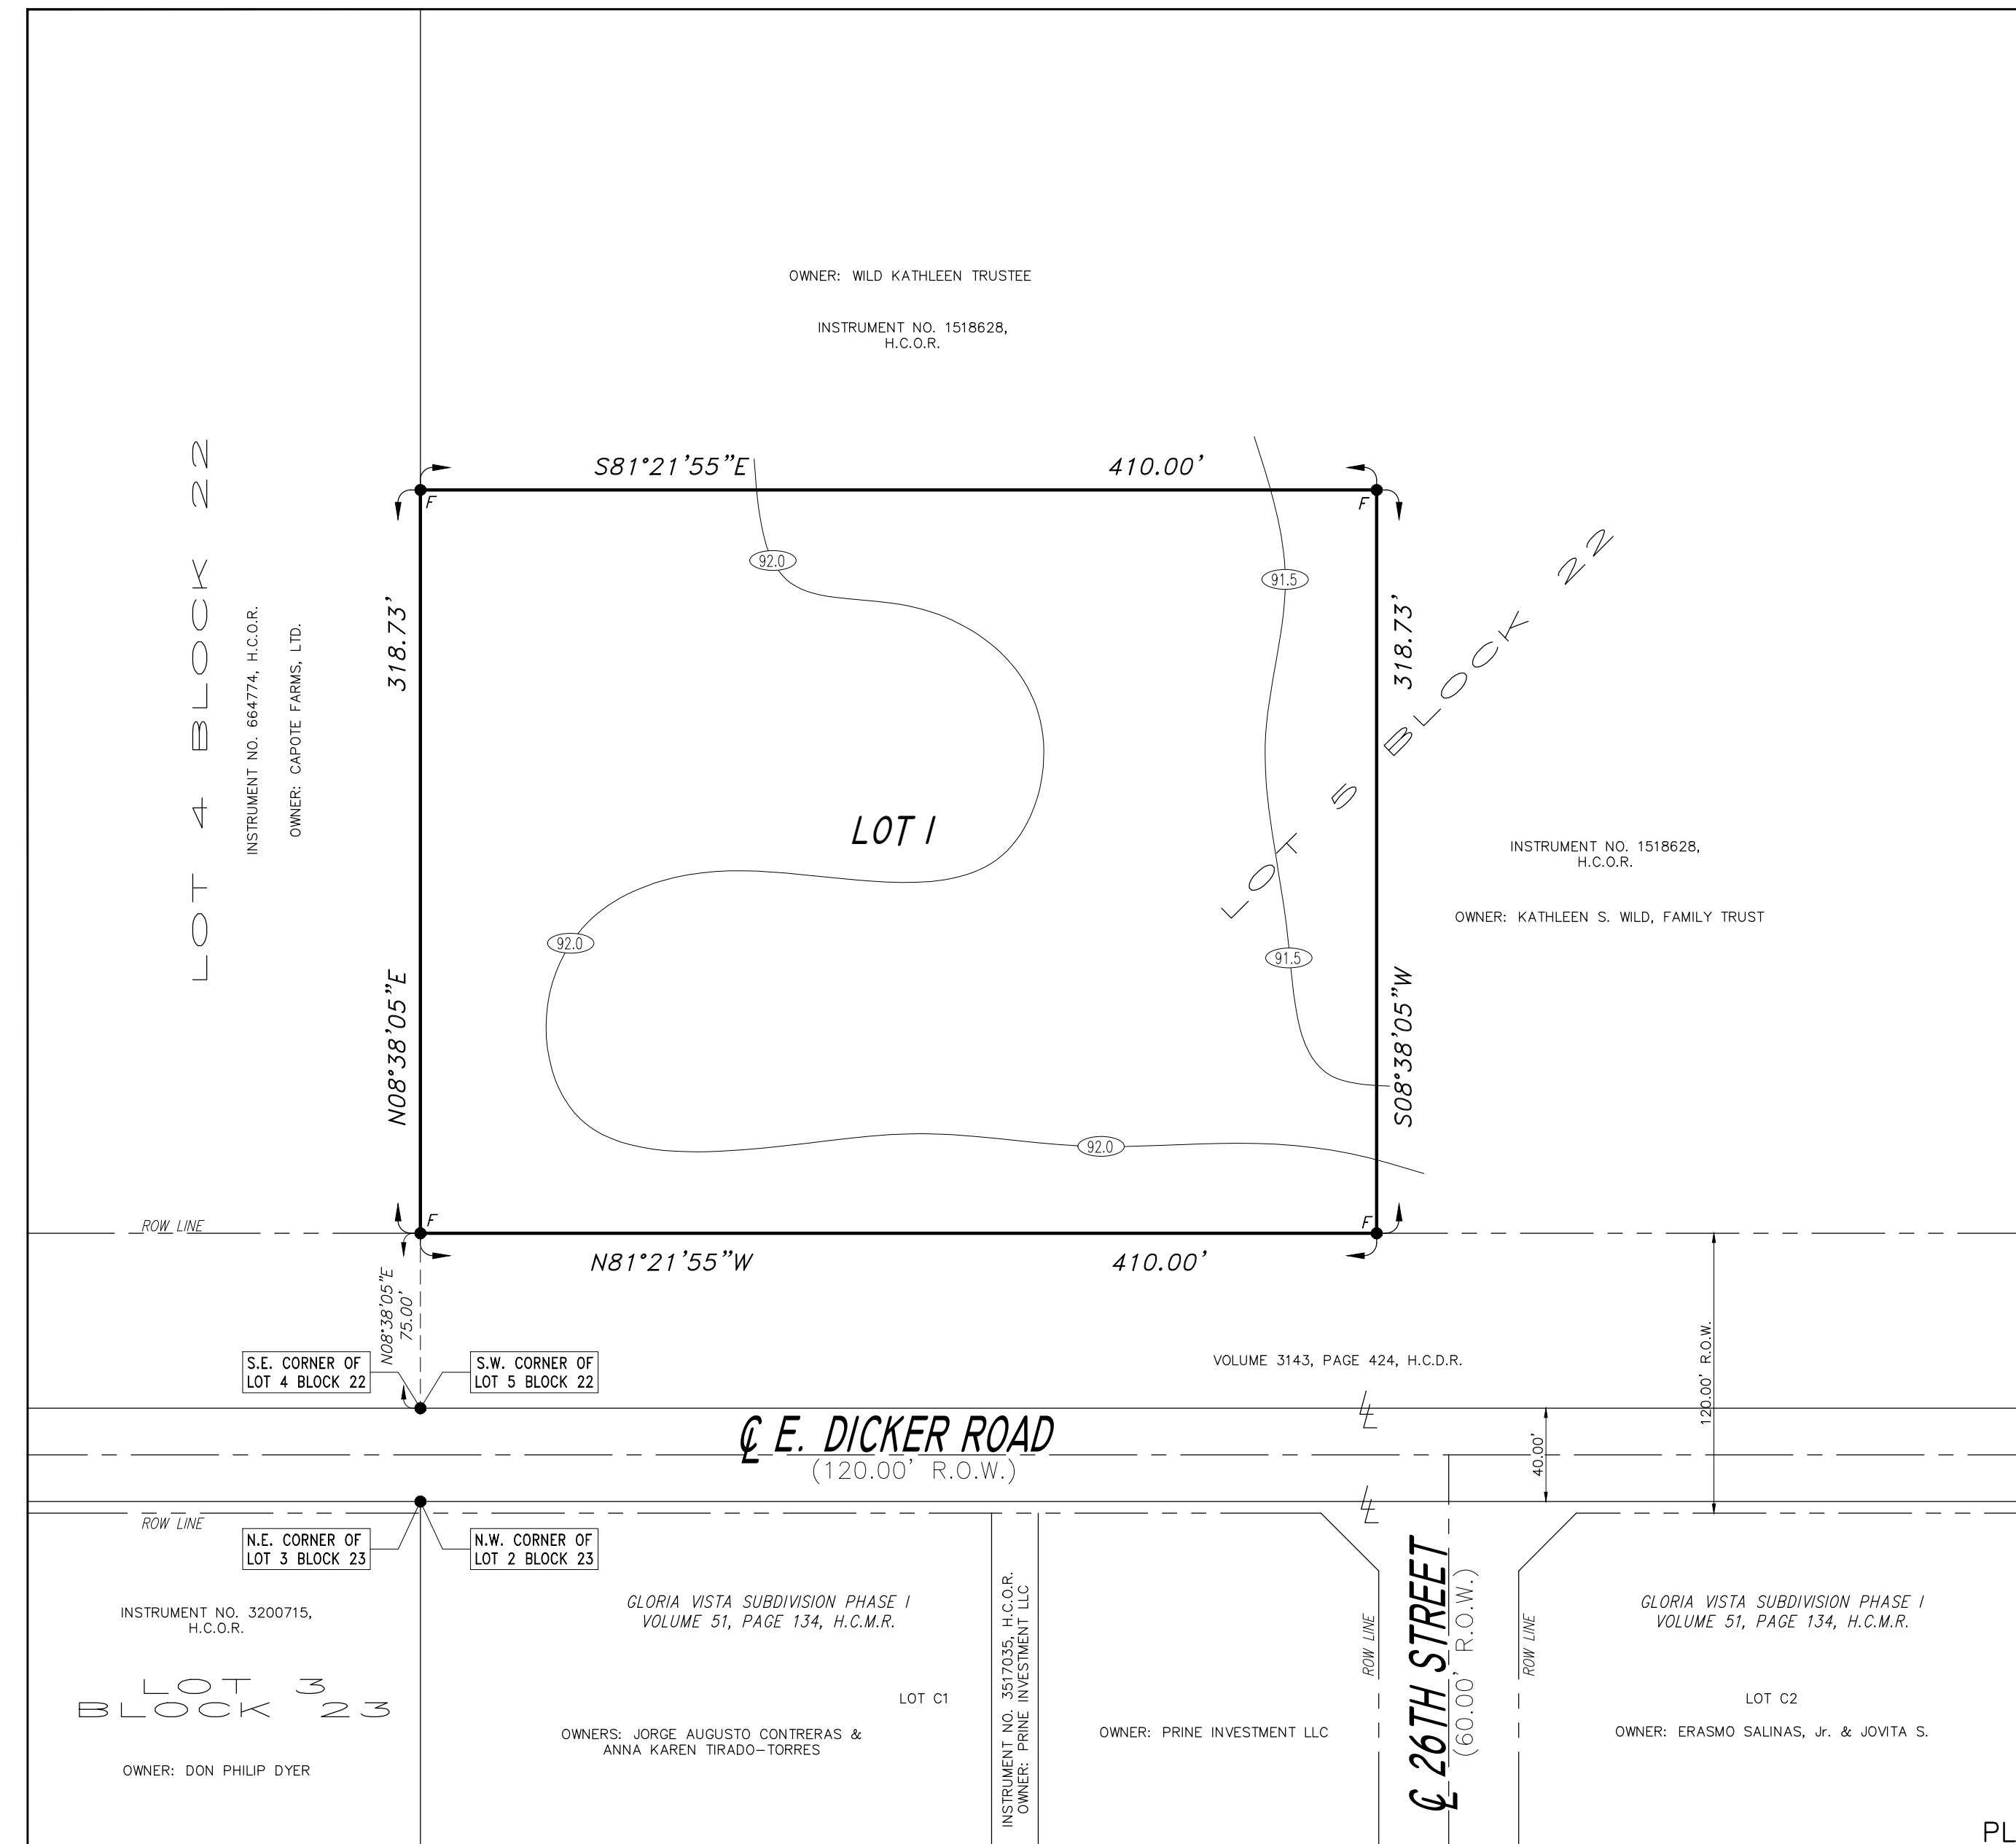 OWNER: WILD KATHLEEN TRUSTEE
INSTRUMENT NO. 1518628,
H.C.O.R.
S81°21'55"E
410.00'
F
F
318.73'
N08°38'05"E
318.73'
S08°38'05"W
LOT 4 BLOCK 22
INSTRUMENT NO. 664774, H.C.O.R.
OWNER: CAPOTE FARMS, LTD.
92.0
91.5
LOT 1
LOT 5 BLOCK 22
92.0
91.5
92.0
INSTRUMENT NO. 1518628,
H.C.O.R.
OWNER: KATHLEEN S. WILD, FAMILY TRUST
ROW LINE
F
F
N81°21'55"W
410.00'
N08°38'05"E
75.00'
S.E. CORNER OF
LOT 4 BLOCK 22
S.W. CORNER OF
LOT 5 BLOCK 22
VOLUME 3143, PAGE 424, H.C.D.R.
120.00' R.O.W.
40.00'
℄ E. DICKER ROAD
(120.00' R.O.W.)
ROW LINE
N.E. CORNER OF
LOT 3 BLOCK 23
N.W. CORNER OF
LOT 2 BLOCK 23
INSTRUMENT NO. 3200715,
H.C.O.R.
LOT 3
BLOCK 23
OWNER: DON PHILIP DYER
GLORIA VISTA SUBDIVISION PHASE I
VOLUME 51, PAGE 134, H.C.M.R.
LOT C1
OWNERS: JORGE AUGUSTO CONTRERAS &
ANNA KAREN TIRADO-TORRES
INSTRUMENT NO. 3517035, H.C.O.R.
OWNER: PRINE INVESTMENT LLC
OWNER: PRINE INVESTMENT LLC
ROW LINE
℄ 26TH STREET
(60.00' R.O.W.)
ROW LINE
GLORIA VISTA SUBDIVISION PHASE I
VOLUME 51, PAGE 134, H.C.M.R.
LOT C2
OWNER: ERASMO SALINAS, Jr. & JOVITA S.
PL